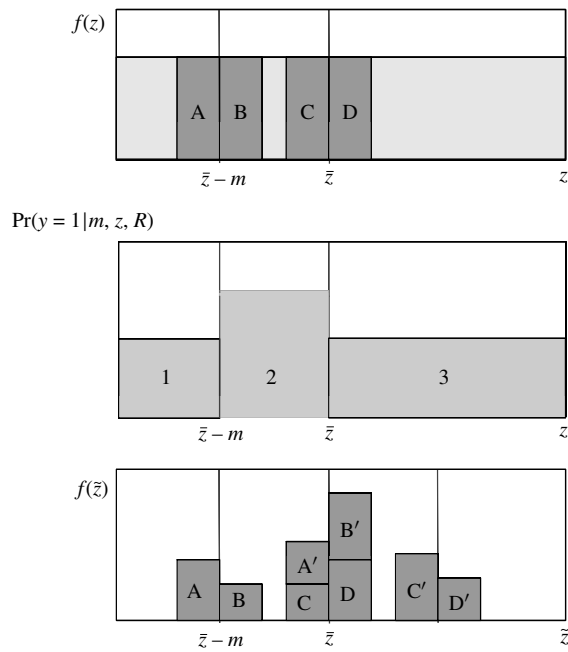 f(z)
A B C D
z̄ – m z̄ z
Pr(y = 1|m, z, R)
1 2 3
z̄ – m z̄ z
f(z̃)
B′
A′
A B C D C′ D′
z̄ – m z̄ z̃